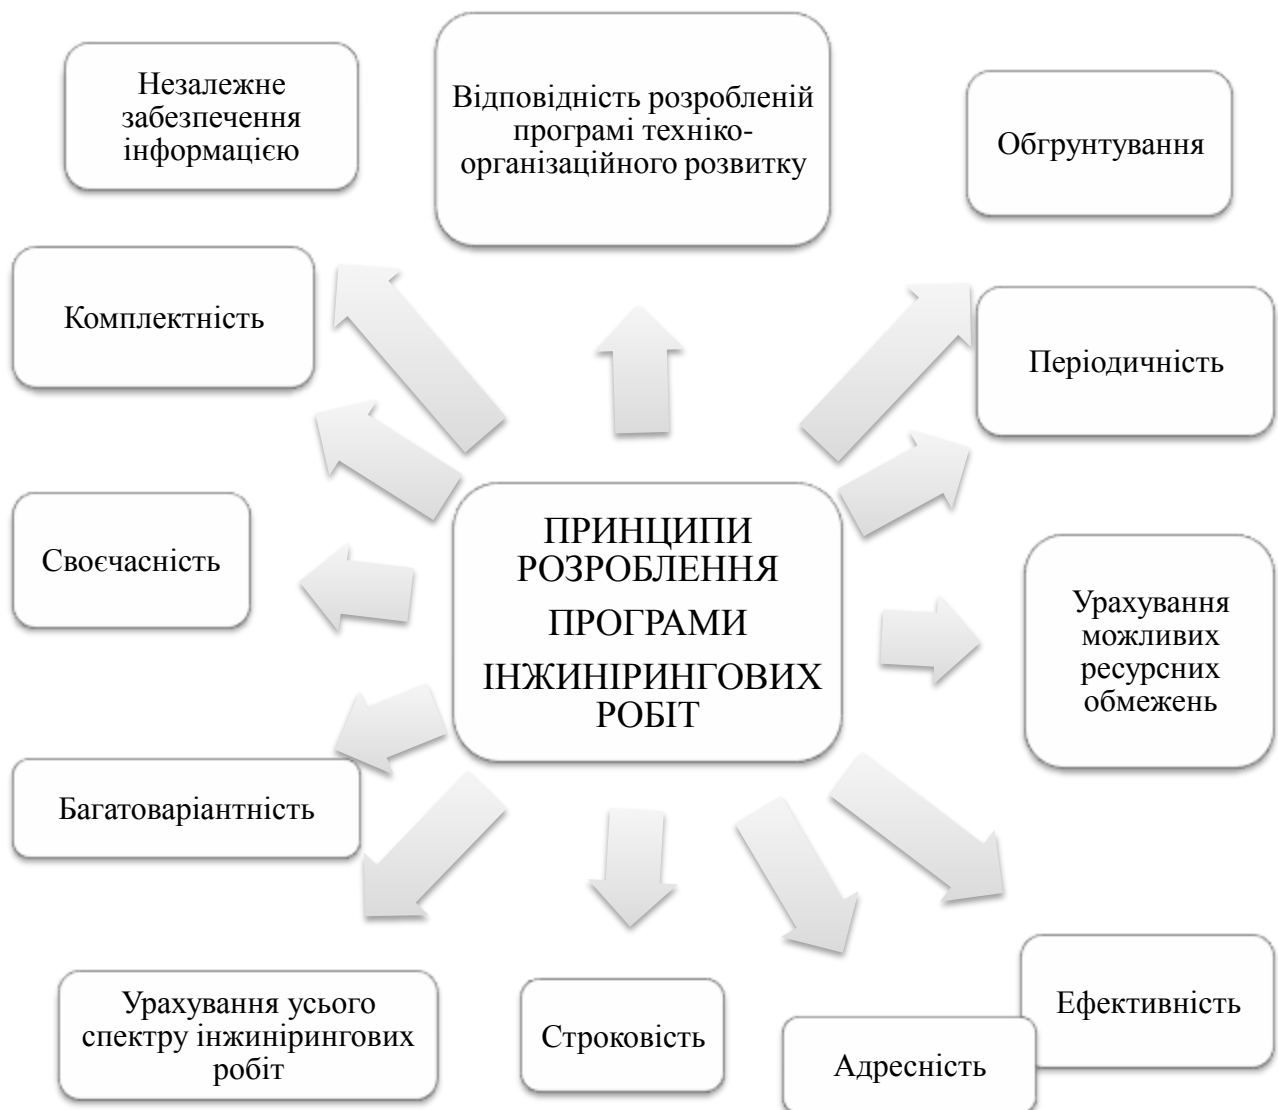 Незалежне
забезпечення
інформацією
Відповідність розробленій
програмі техніко-
організаційного розвитку
Обгрунтування
Комплектність
Періодичність
Своєчасність
ПРИНЦИПИ
РОЗРОБЛЕННЯ
ПРОГРАМИ
ІНЖИНІРИНГОВИХ
РОБІТ
Урахування
можливих
ресурсних
обмежень
Багатоваріантність
Урахування усього
спектру інжинірингових
робіт
Строковість
Адресність
Ефективність